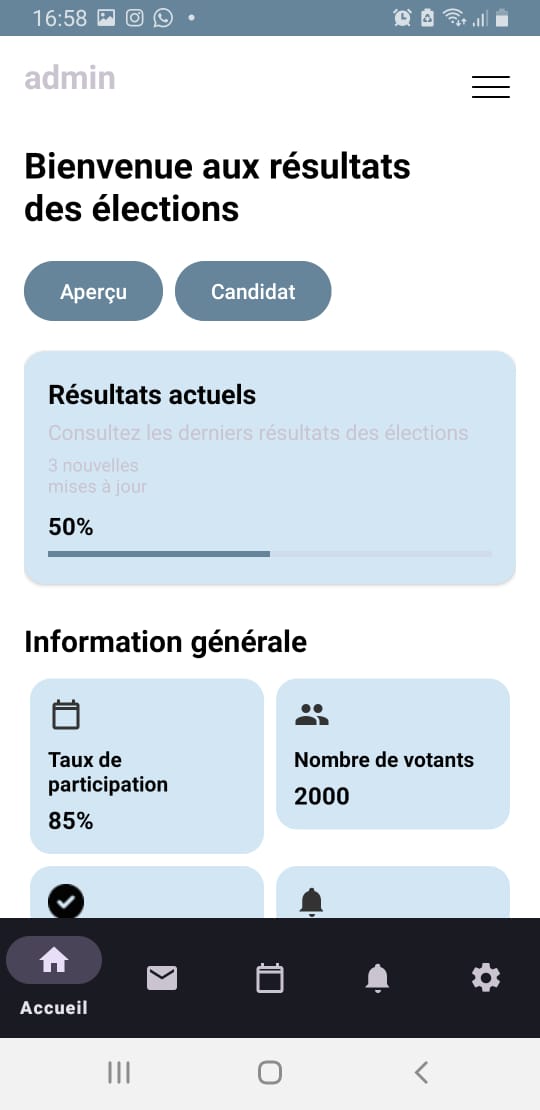 16:58
admin
Bienvenue aux résultats
des élections
Aperçu
Candidat
Résultats actuels
Consultez les derniers résultats des élections
3 nouvelles
mises à jour
50%
Information générale
Taux de
participation
85%
Nombre de votants
2000
Accueil